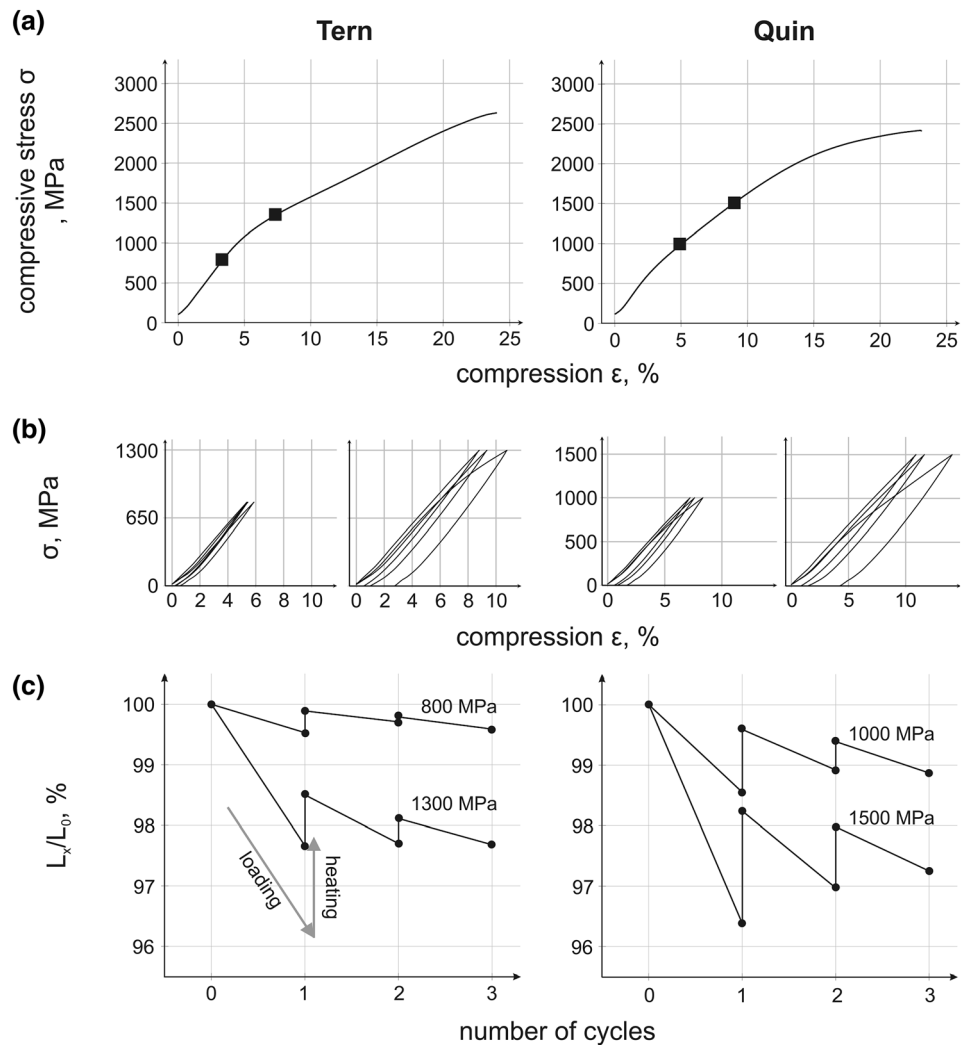 (a)
Tern
Quin
compressive stress σ
, MPa
3000
2500
2000
1500
1000
500
0
0 5 10 15 20 25
3000
2500
2000
1500
1000
500
0
0 5 10 15 20 25
compression ε, %
(b)
σ, MPa
1300
650
0
0 2 4 6 8 10
0 2 4 6 8 10
1500
1000
500
0
0 5 10
0 5 10
compression ε, %
(c)
Lₓ/L₀, %
100
99
98
97
96
800 MPa
1300 MPa
loading
heating
0 1 2 3
100
99
98
97
96
1000 MPa
1500 MPa
0 1 2 3
number of cycles